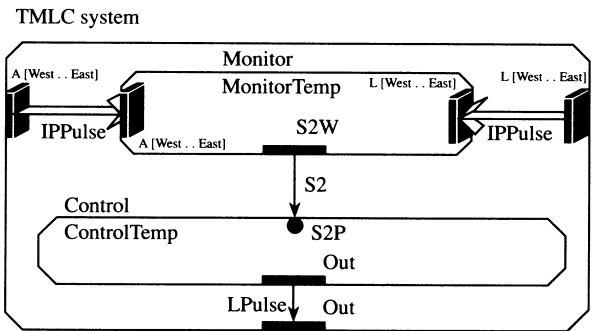 TMLC system
Monitor
A [West . . East]
MonitorTemp
L [West . . East]
L [West . . East]
IPPulse
IPPulse
A [West . . East]
S2W
S2
Control
ControlTemp
S2P
Out
LPulse
Out